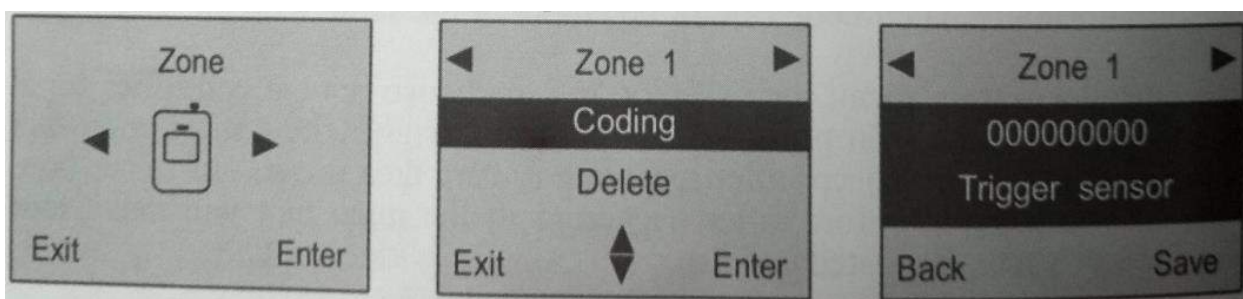 Zone
Exit Enter
Zone 1
Coding
Delete
Exit Enter
Zone 1
000000000
Trigger sensor
Back Save